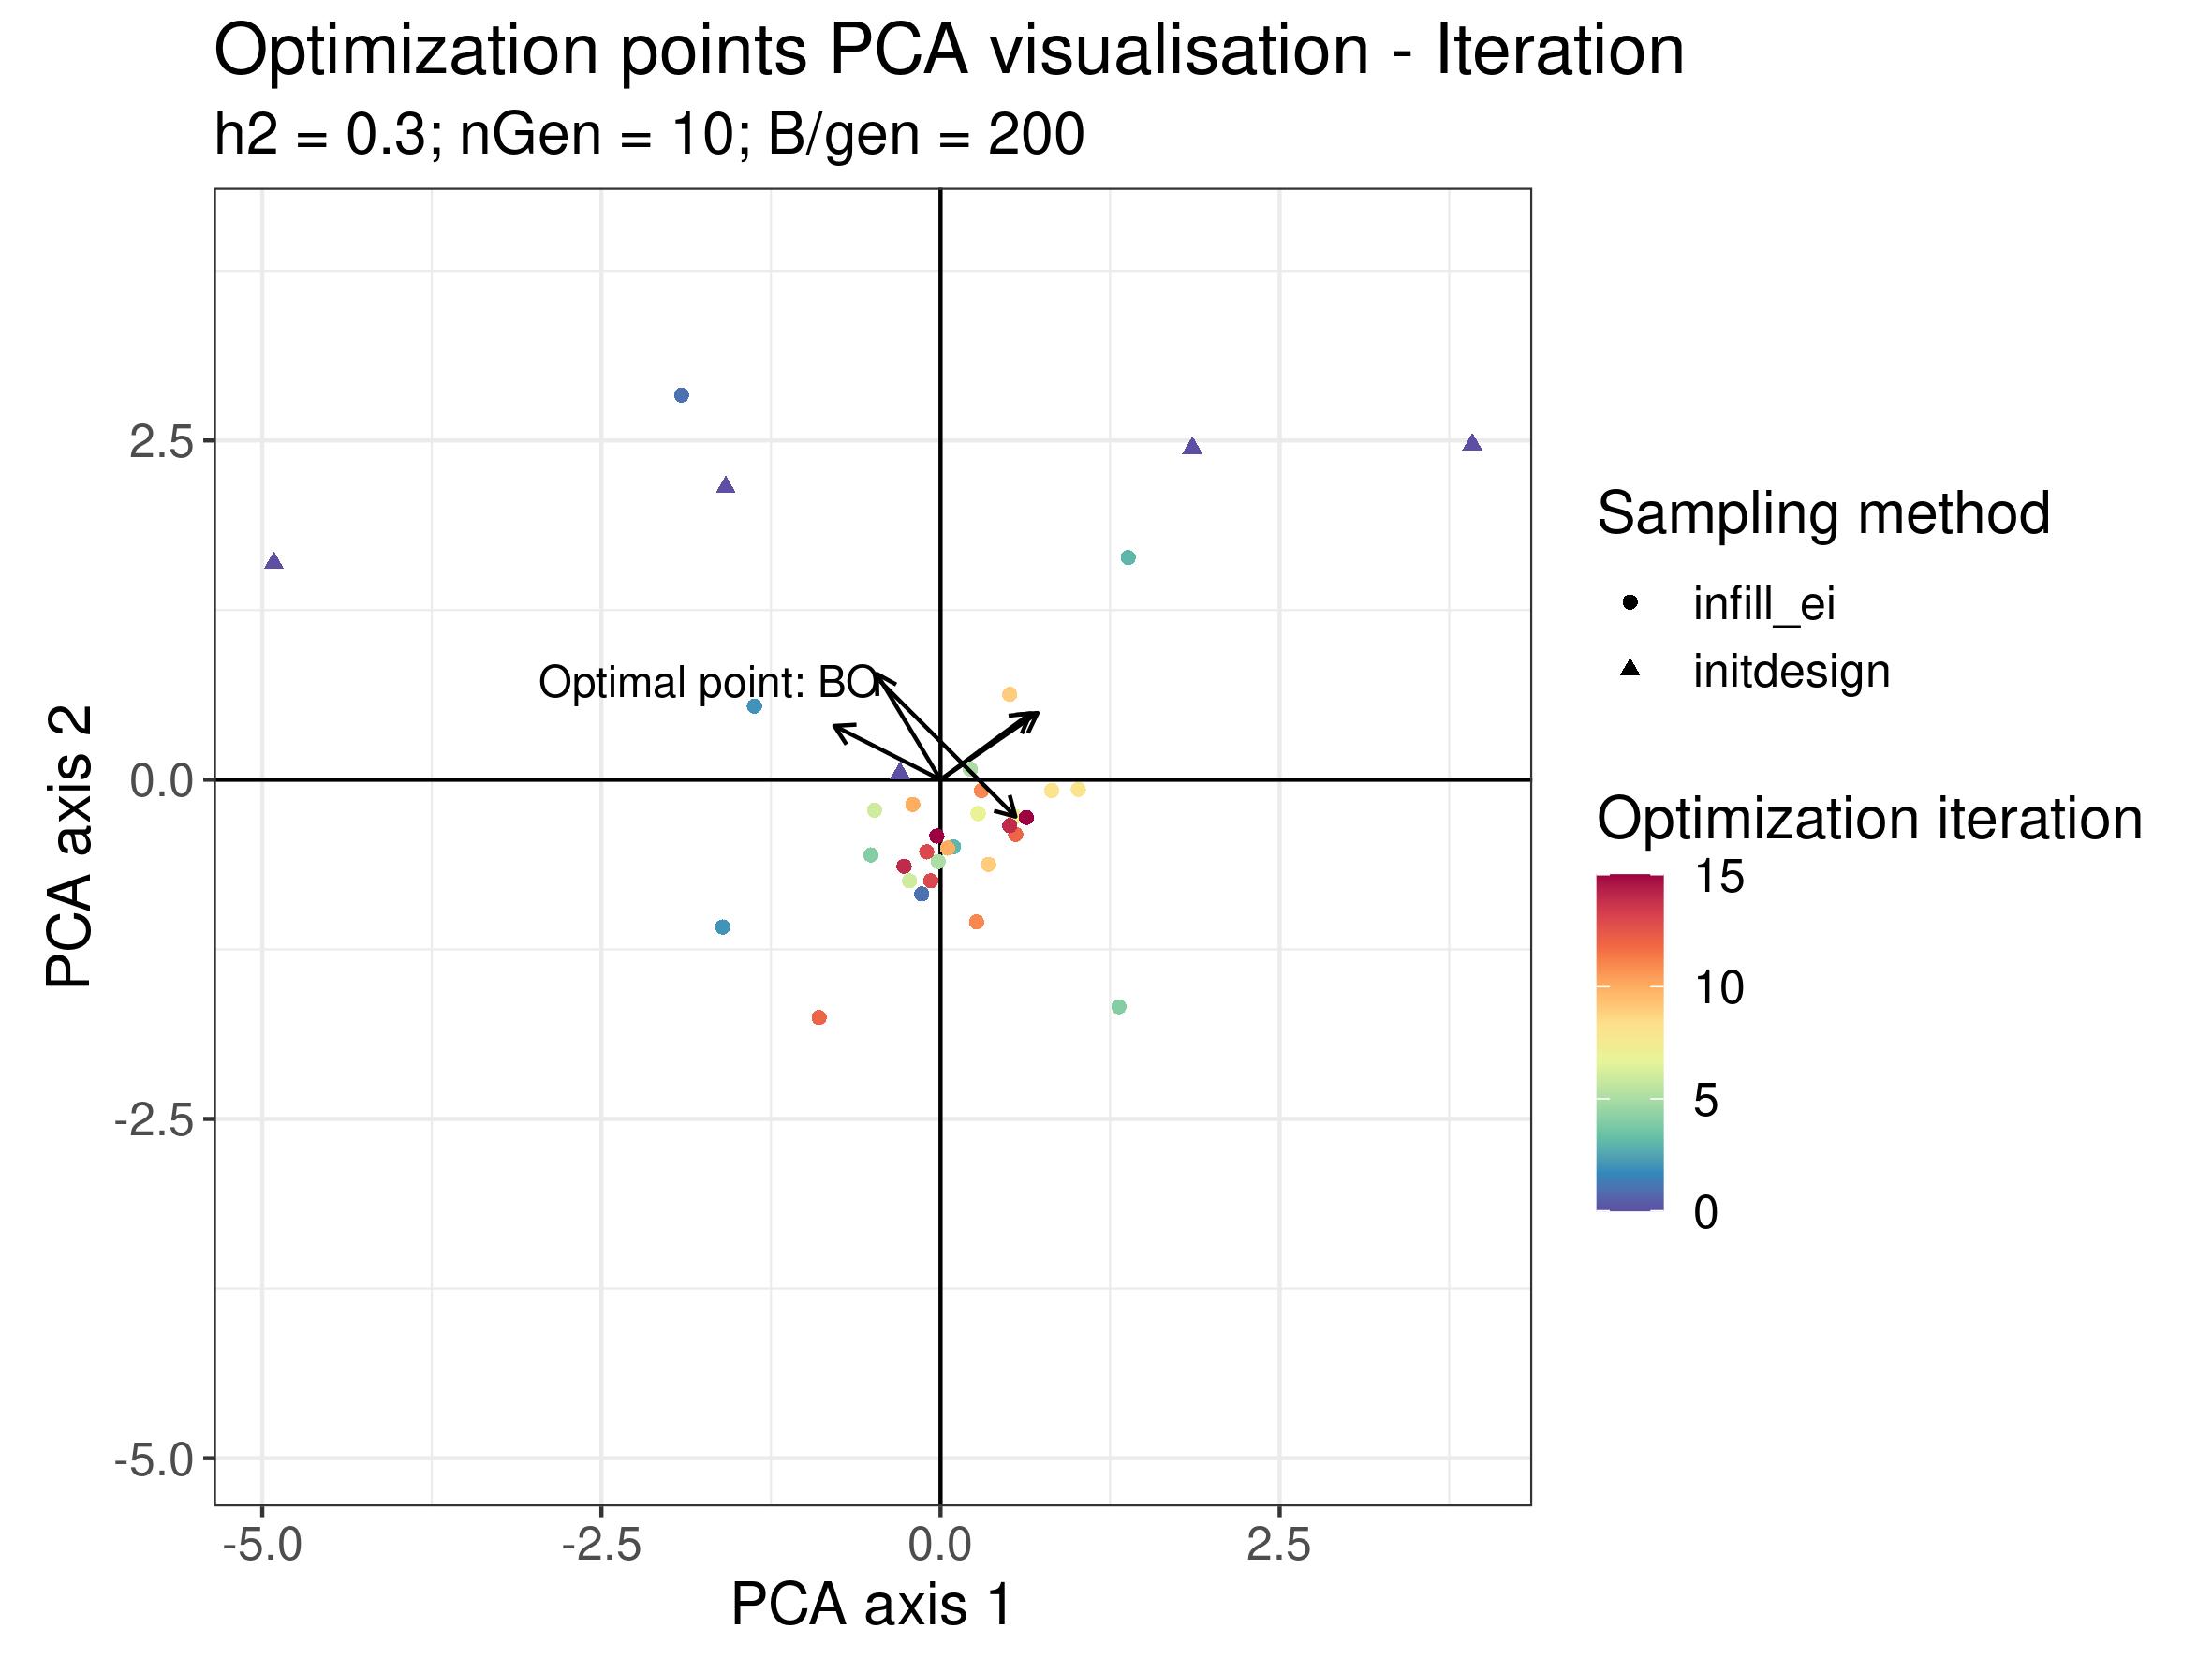 Optimization points PCA visualisation - Iteration
h2 = 0.3; nGen = 10; B/gen = 200
PCA axis 2
2.5
0.0
-2.5
-5.0
Optimal point: BO
-5.0
-2.5
0.0
2.5
PCA axis 1
Sampling method
infill_ei
initdesign
Optimization iteration
15
10
5
0